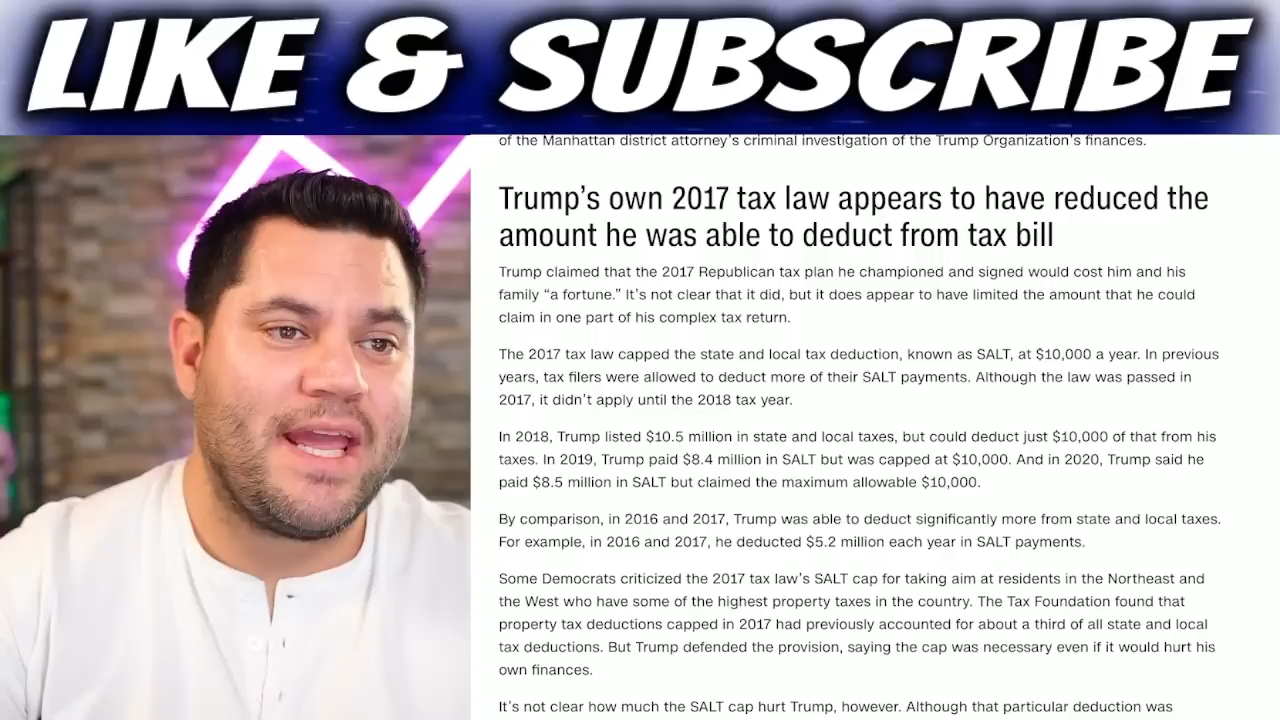 LIKE & SUBSCRIBE
of the Manhattan district attorney's criminal investigation of the Trump Organization's finances.
Trump's own 2017 tax law appears to have reduced the
amount he was able to deduct from tax bill
Trump claimed that the 2017 Republican tax plan he championed and signed would cost him and his
family “a fortune.” It's not clear that it did, but it does appear to have limited the amount that he could
claim in one part of his complex tax return.
The 2017 tax law capped the state and local tax deduction, known as SALT, at $10,000 a year. In previous
years, tax filers were allowed to deduct more of their SALT payments. Although the law was passed in
2017, it didn't apply until the 2018 tax year.
In 2018, Trump listed $10.5 million in state and local taxes, but could deduct just $10,000 of that from his
taxes. In 2019, Trump paid $8.4 million in SALT but was capped at $10,000. And in 2020, Trump said he
paid $8.5 million in SALT but claimed the maximum allowable $10,000.
By comparison, in 2016 and 2017, Trump was able to deduct significantly more from state and local taxes.
For example, in 2016 and 2017, he deducted $5.2 million each year in SALT payments.
Some Democrats criticized the 2017 tax law's SALT cap for taking aim at residents in the Northeast and
the West who have some of the highest property taxes in the country. The Tax Foundation found that
property tax deductions capped in 2017 had previously accounted for about a third of all state and local
tax deductions. But Trump defended the provision, saying the cap was necessary even if it would hurt his
own finances.
It's not clear how much the SALT cap hurt Trump, however. Although that particular deduction was